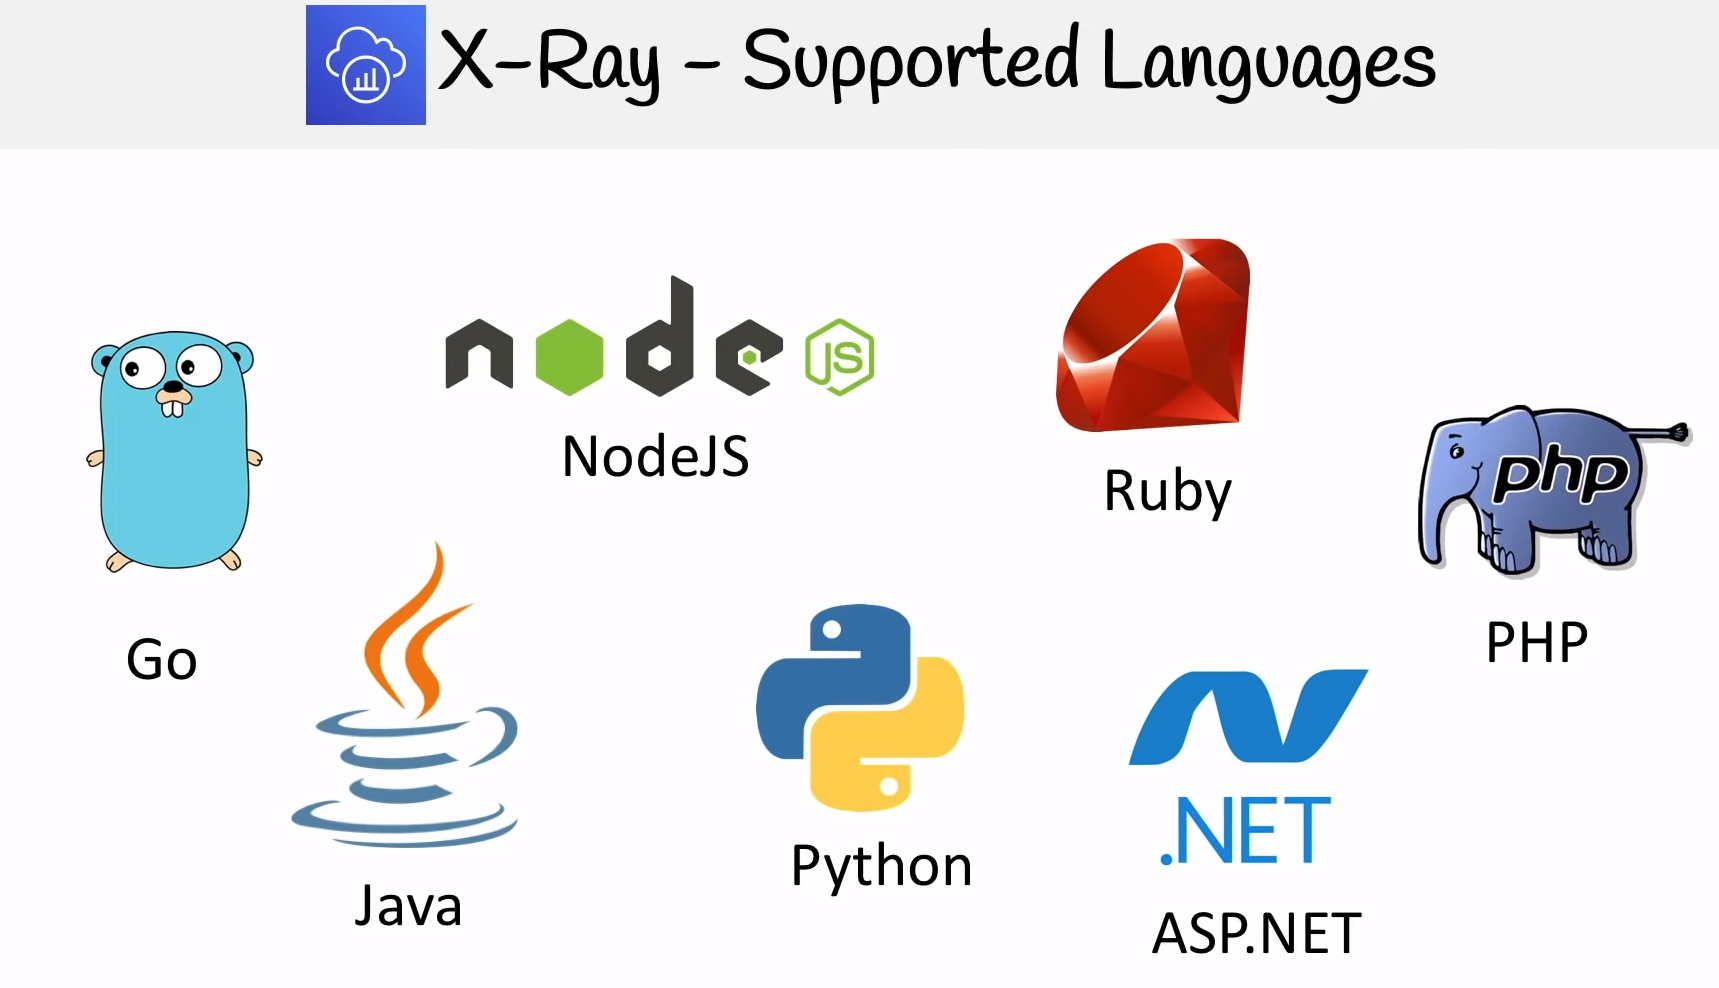 X-Ray - Supported Languages
node JS
NodeJS
Ruby
php
PHP
Go
Java
Python
.NET
ASP.NET